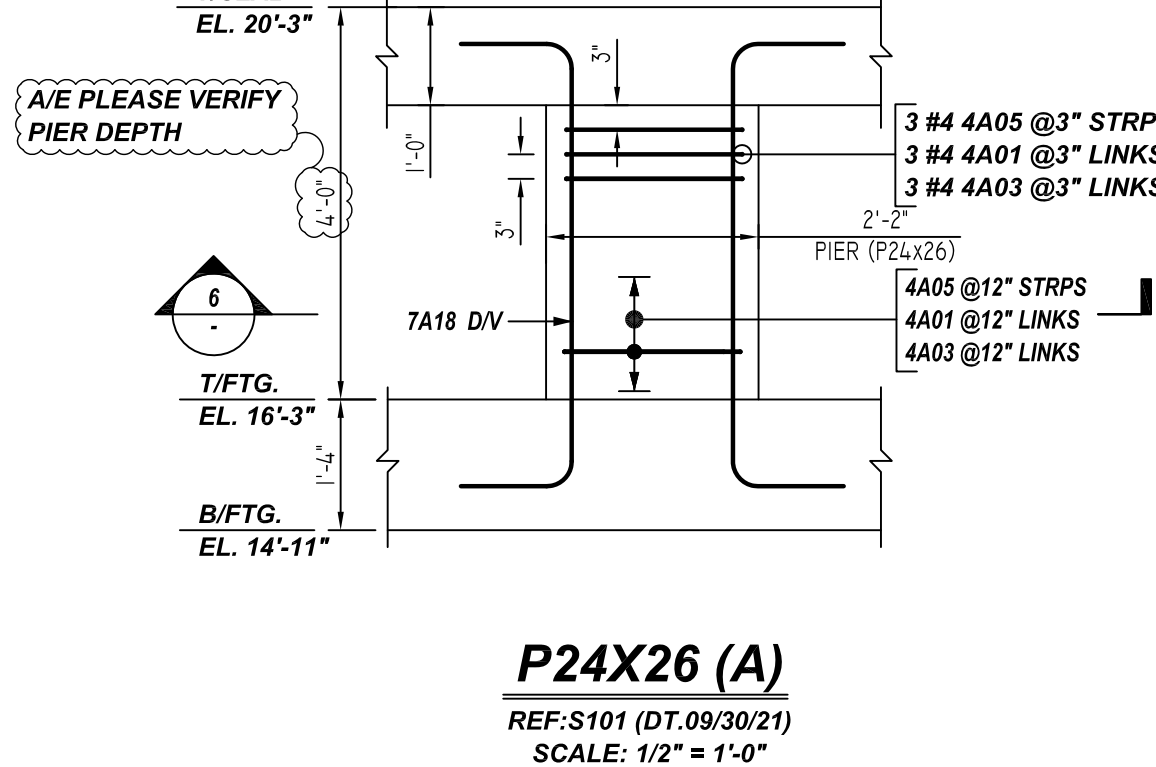 EL. 20'-3"
A/E PLEASE VERIFY
PIER DEPTH
4'-0"
1'-0"
3"
3"
3 #4 4A05 @3" STRP
3 #4 4A01 @3" LINKS
3 #4 4A03 @3" LINKS
2'-2"
PIER (P24x26)
6
-
7A18 D/V
4A05 @12" STRPS
4A01 @12" LINKS
4A03 @12" LINKS
T/FTG.
EL. 16'-3"
1'-4"
B/FTG.
EL. 14'-11"
P24X26 (A)
REF:S101 (DT.09/30/21)
SCALE: 1/2" = 1'-0"